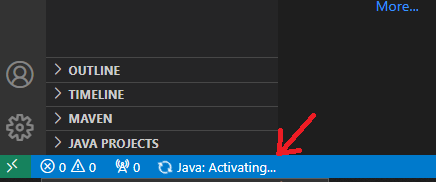 More...
OUTLINE
TIMELINE
MAVEN
JAVA PROJECTS
0 0 0 Java: Activating...